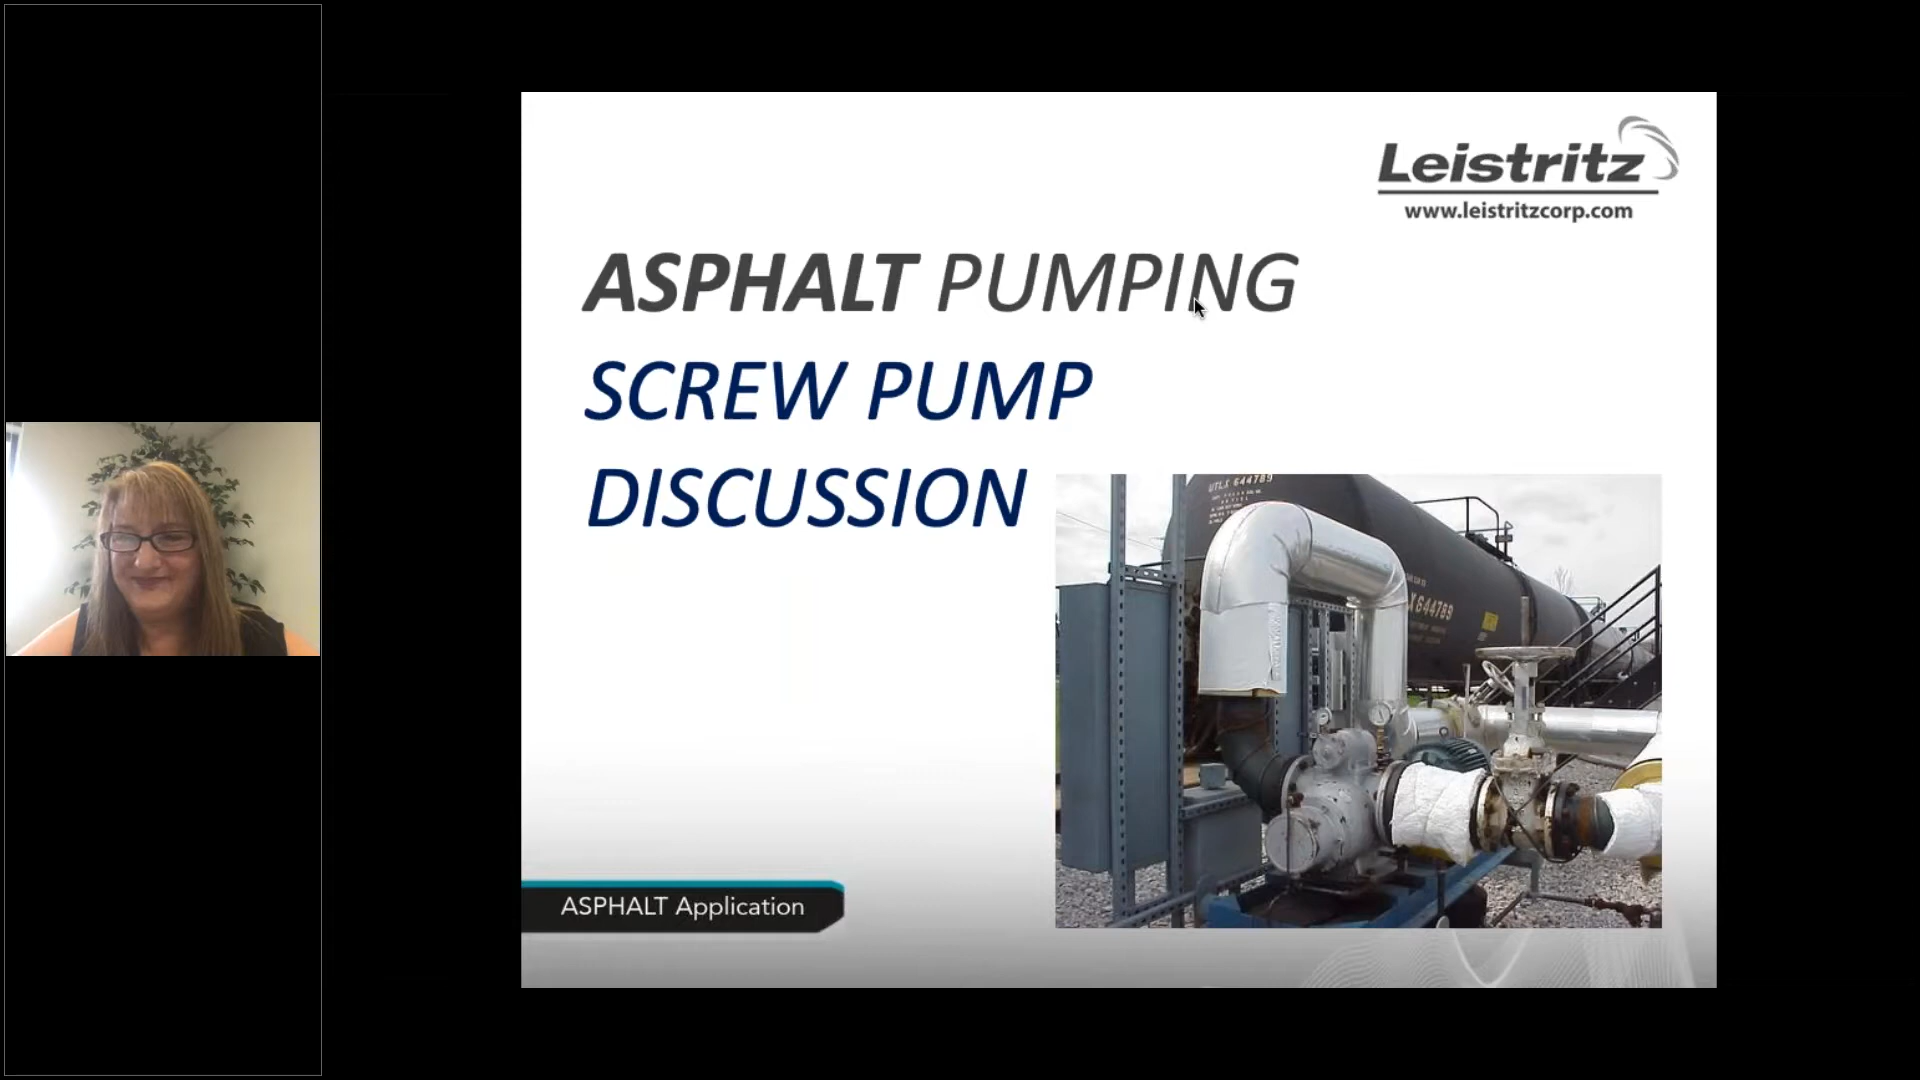 Leistritz
www.leistritzcorp.com
ASPHALT PUMPING
SCREW PUMP
DISCUSSION
UTLX 644789
X 644789
ASPHALT Application